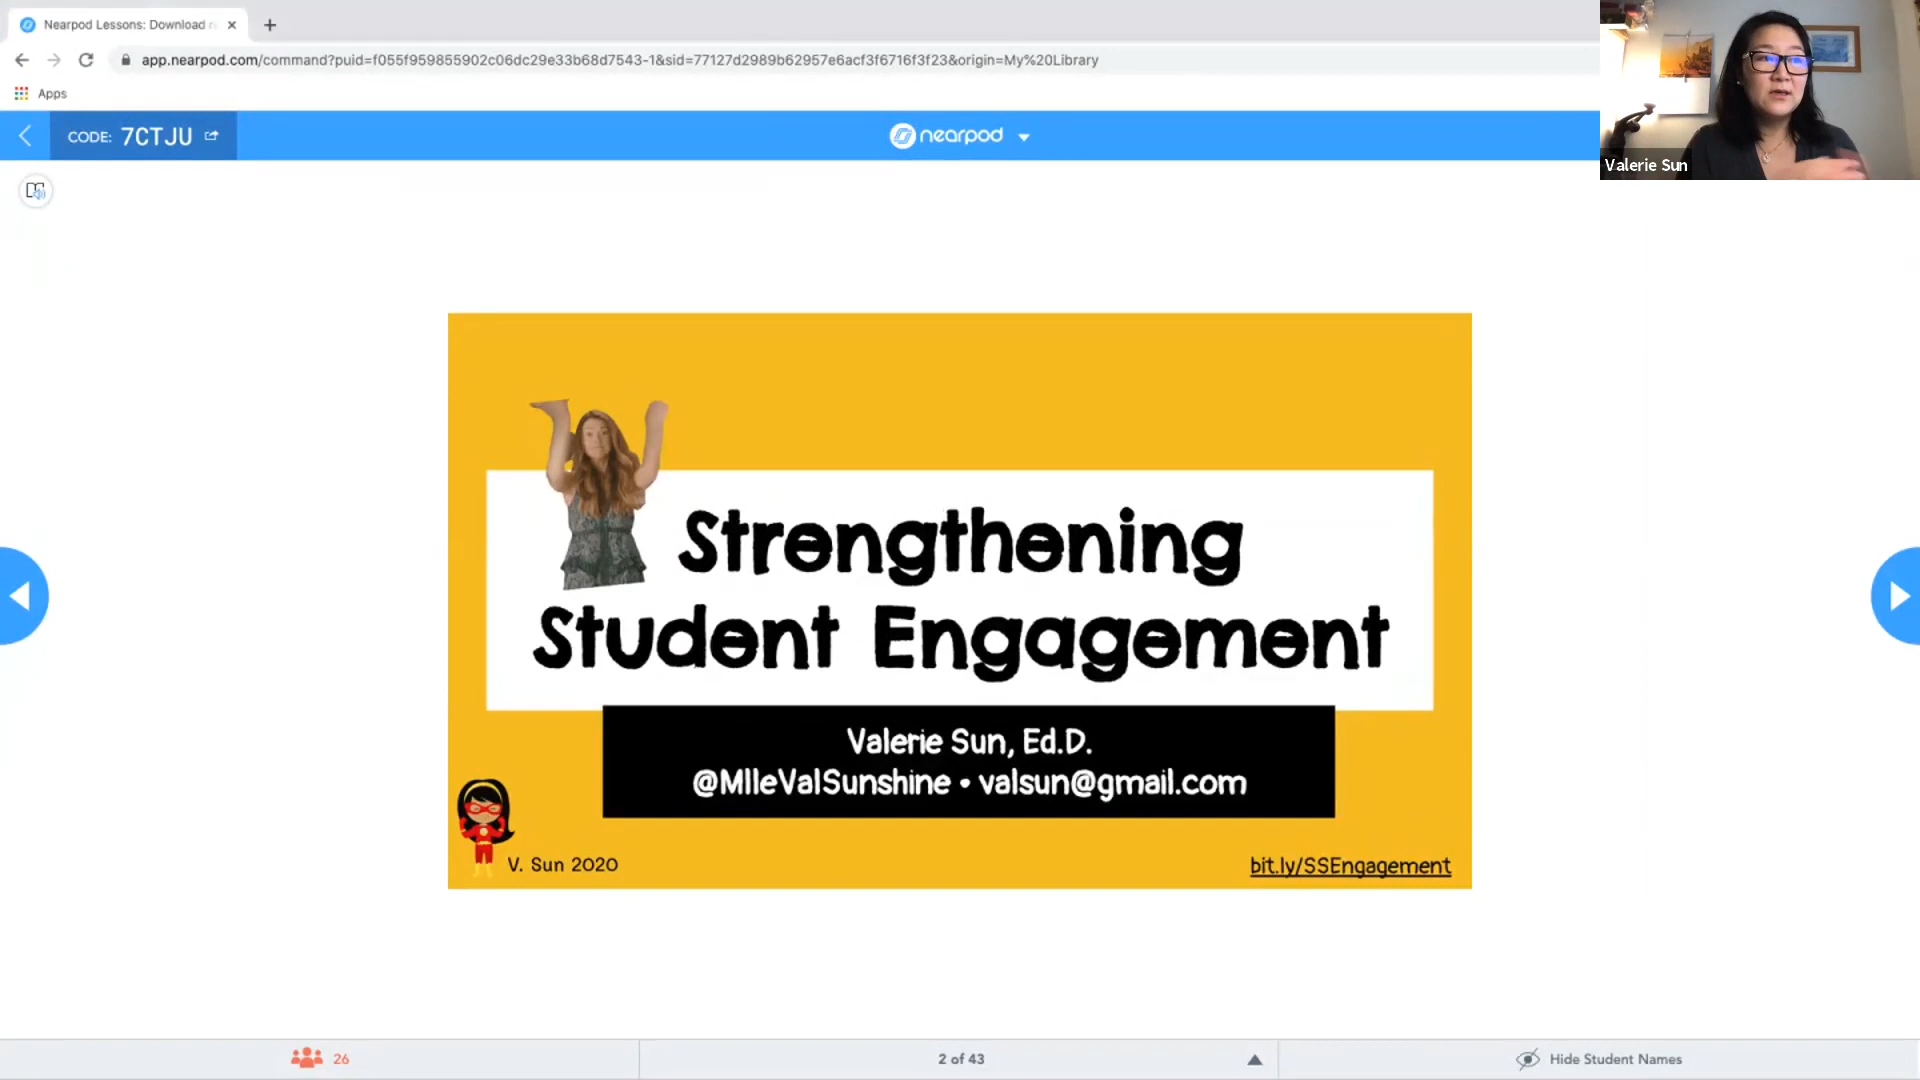 Nearpod Lessons: Download
app.nearpod.com/command?puid=f055f959855902c06dc29e33b68d7543-1&sid=77127d2989b62957e6acf3f6716f3f23&origin=My%20Library
Apps
CODE: 7CTJU
nearpod
Valerie Sun
Strengthening
Student Engagement
Valerie Sun, Ed.D.
@MlleValSunshine • valsun@gmail.com
V. Sun 2020
bit.ly/SSEngagement
26
2 of 43
Hide Student Names